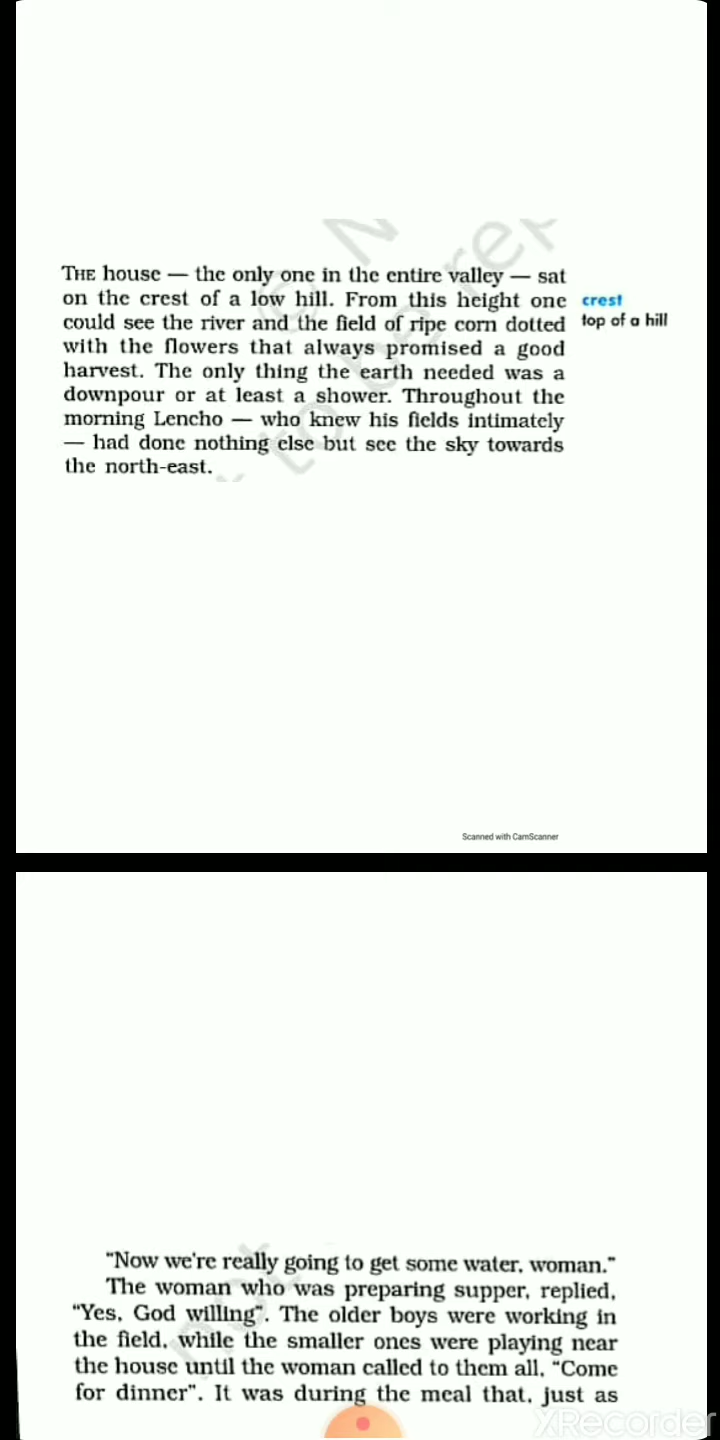 THE house — the only one in the entire valley — sat
on the crest of a low hill. From this height one
could see the river and the field of ripe corn dotted
with the flowers that always promised a good
harvest. The only thing the earth needed was a
downpour or at least a shower. Throughout the
morning Lencho — who knew his fields intimately
— had done nothing else but see the sky towards
the north-east.
crest
top of a hill
Scanned with CamScanner
"Now we're really going to get some water, woman."
The woman who was preparing supper, replied,
"Yes, God willing". The older boys were working in
the field, while the smaller ones were playing near
the house until the woman called to them all, "Come
for dinner". It was during the meal that, just as
XRecorder